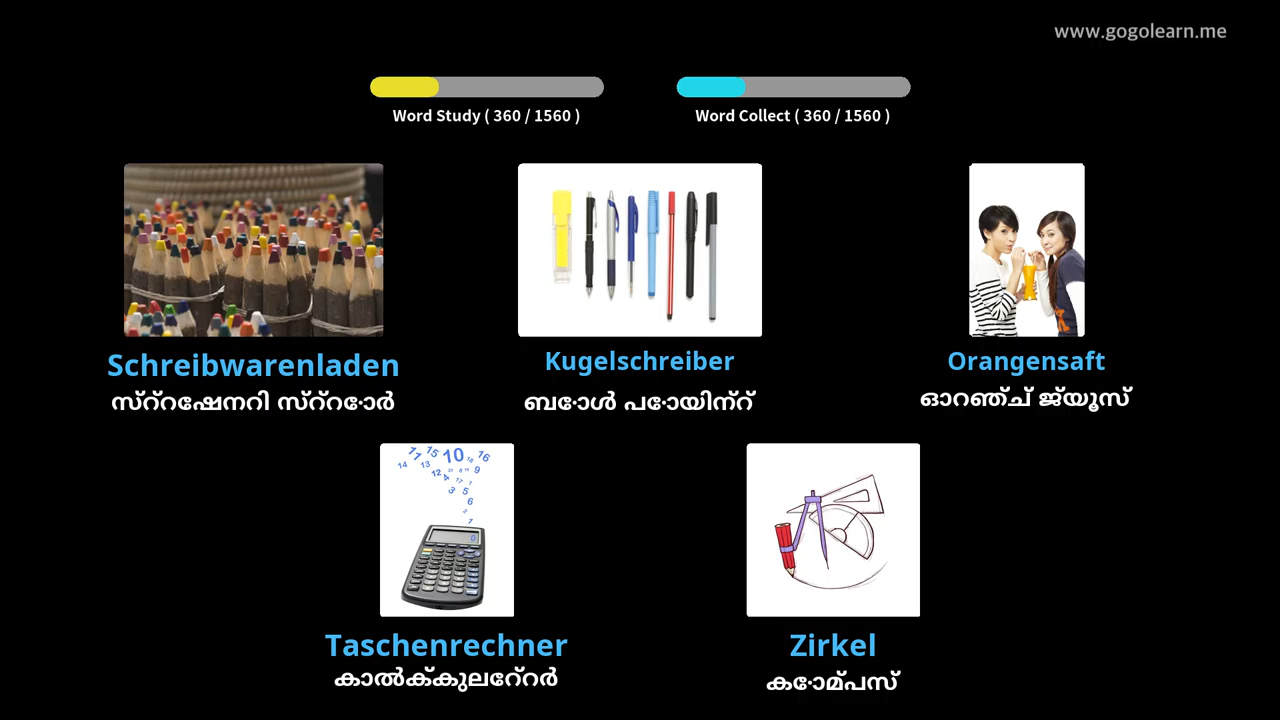 www.gogolearn.me
Word Study ( 360 / 1560 )
Word Collect ( 360 / 1560 )
Schreibwarenladen
സ്റ്റേഷനറി സ്റ്റോർ
Kugelschreiber
ബോൾ പോയിന്റ്
Orangensaft
ഓറഞ്ച് ജ്യൂസ്
Taschenrechner
കാൽക്കുലേറ്റർ
Zirkel
കോമ്പസ്